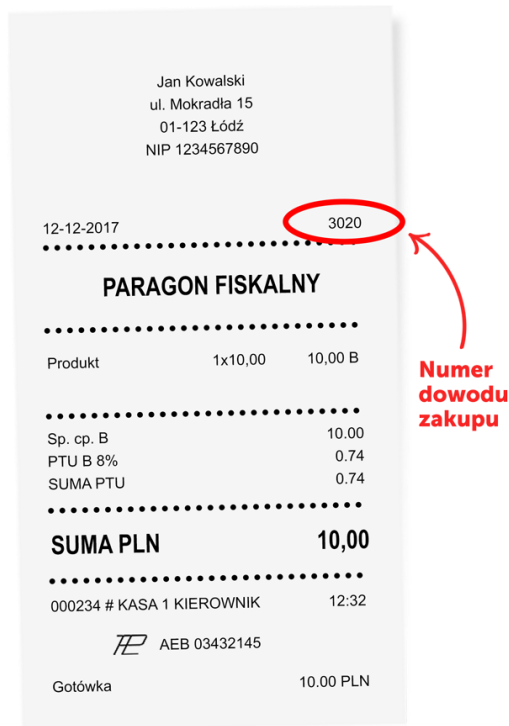 Jan Kowalski
ul. Mokradła 15
01-123 Łódź
NIP 1234567890
12-12-2017 3020
PARAGON FISKALNY
Produkt 1x10,00 10,00 B
Sp. cp. B 10.00
PTU B 8% 0.74
SUMA PTU 0.74
SUMA PLN 10,00
000234 # KASA 1 KIEROWNIK 12:32
AEB 03432145
Gotówka 10.00 PLN
Numer
dowodu
zakupu